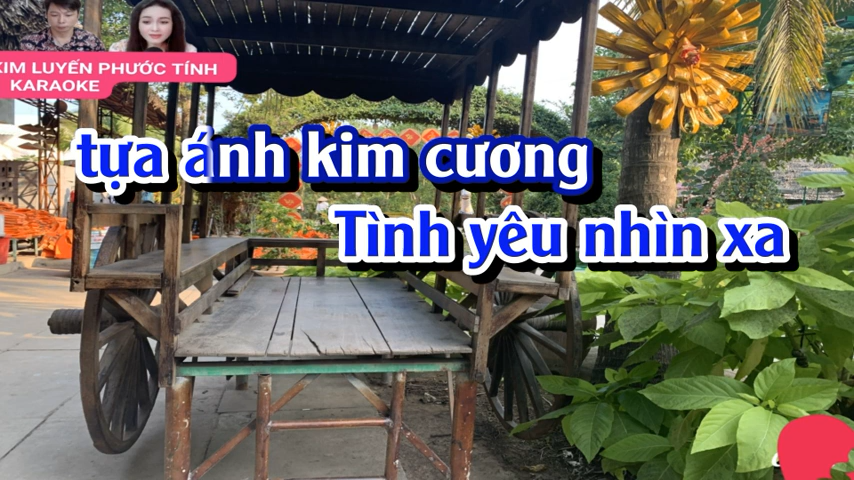 KIM LUYẾN PHƯỚC TÍNH
KARAOKE
tựa ánh kim cương
Tình yêu nhìn xa